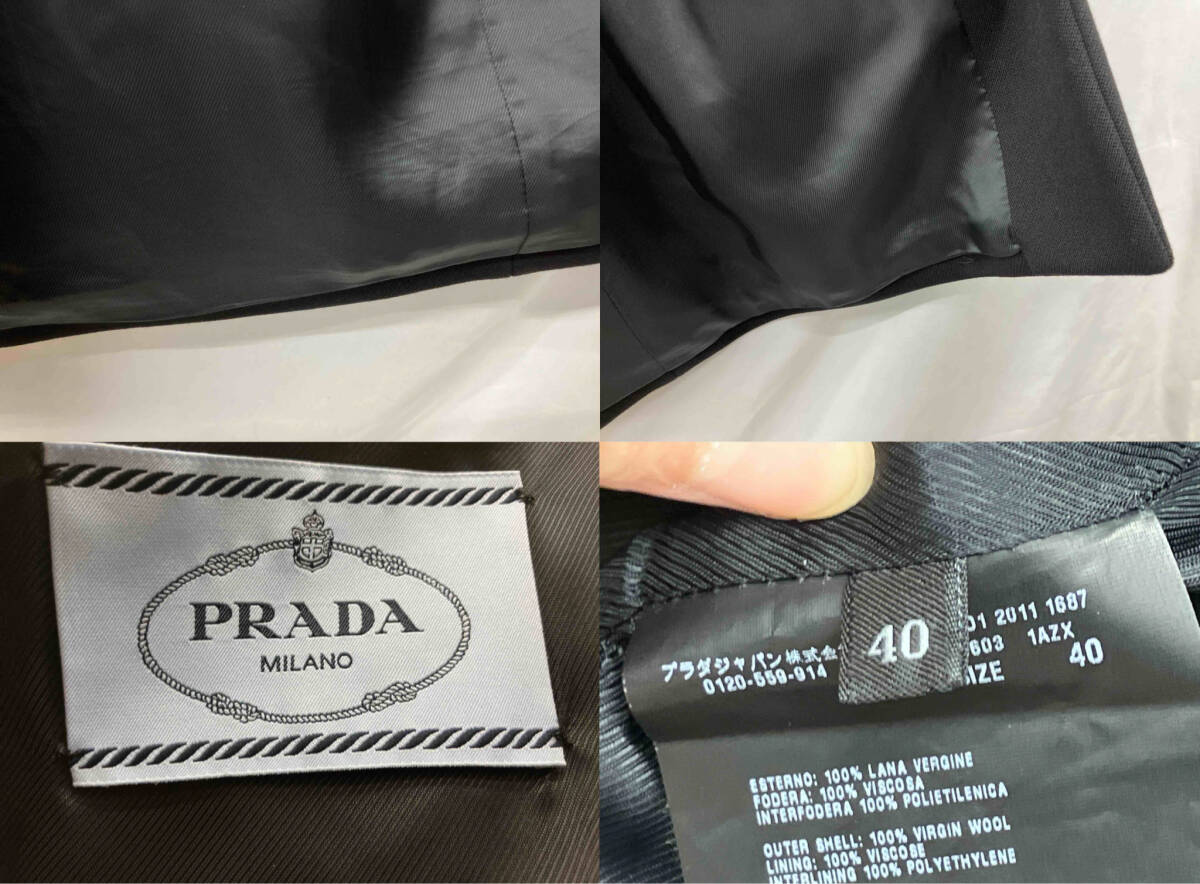 PRADA
MILANO
プラダジャパン株式会
0120-559-914
40
01 2011 1687
603 1AZX
SIZE 40
ESTERNO: 100% LANA VERGINE
FODERA: 100% VISCOSA
INTERFODERA 100% POLIETILENICA
OUTER SHELL: 100% VIRGIN WOOL
LINING: 100% VISCOSE
INTERLINING 100% POLYETHYLENE